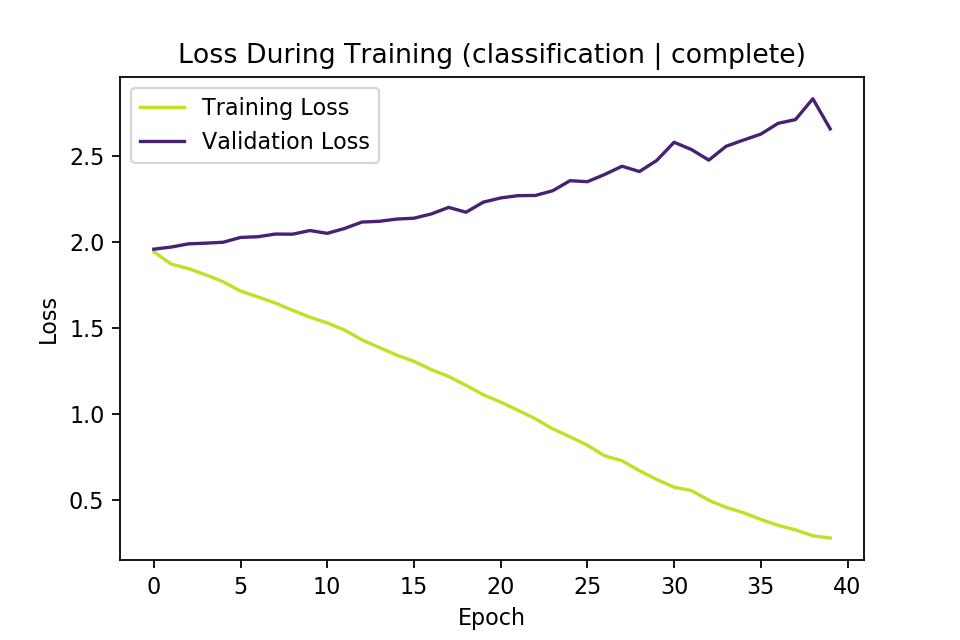 Loss During Training (classification | complete)
Training Loss
Validation Loss
Loss
2.5
2.0
1.5
1.0
0.5
0 5 10 15 20 25 30 35 40
Epoch